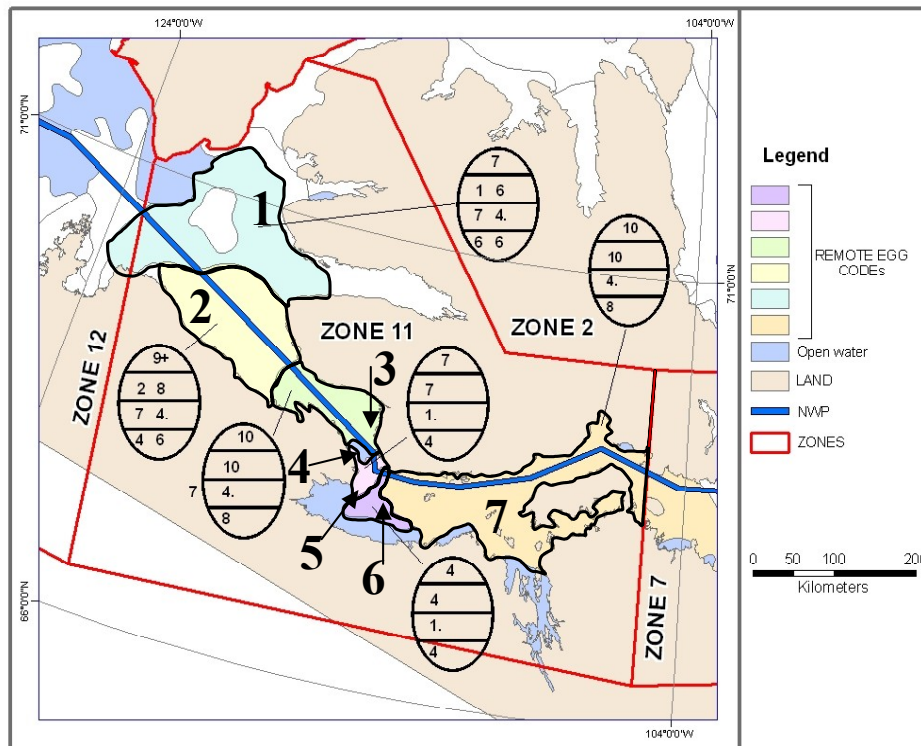 124°0'0"W
104°0'0"W
71°0'0"N
1
7
1 6
7 4.
6 6
10
10
4.
8
71°0'0"N
2
ZONE 11
ZONE 2
ZONE 12
9+
2 8
7 4.
4 6
3
7
7
1.
4
10
10
7
4.
8
4
5
6
7
4
4
1.
4
ZONE 7
66°0'0"N
104°0'0"W
Legend
REMOTE EGG
CODEs
Open water
LAND
NWP
ZONES
0 50 100 200
Kilometers